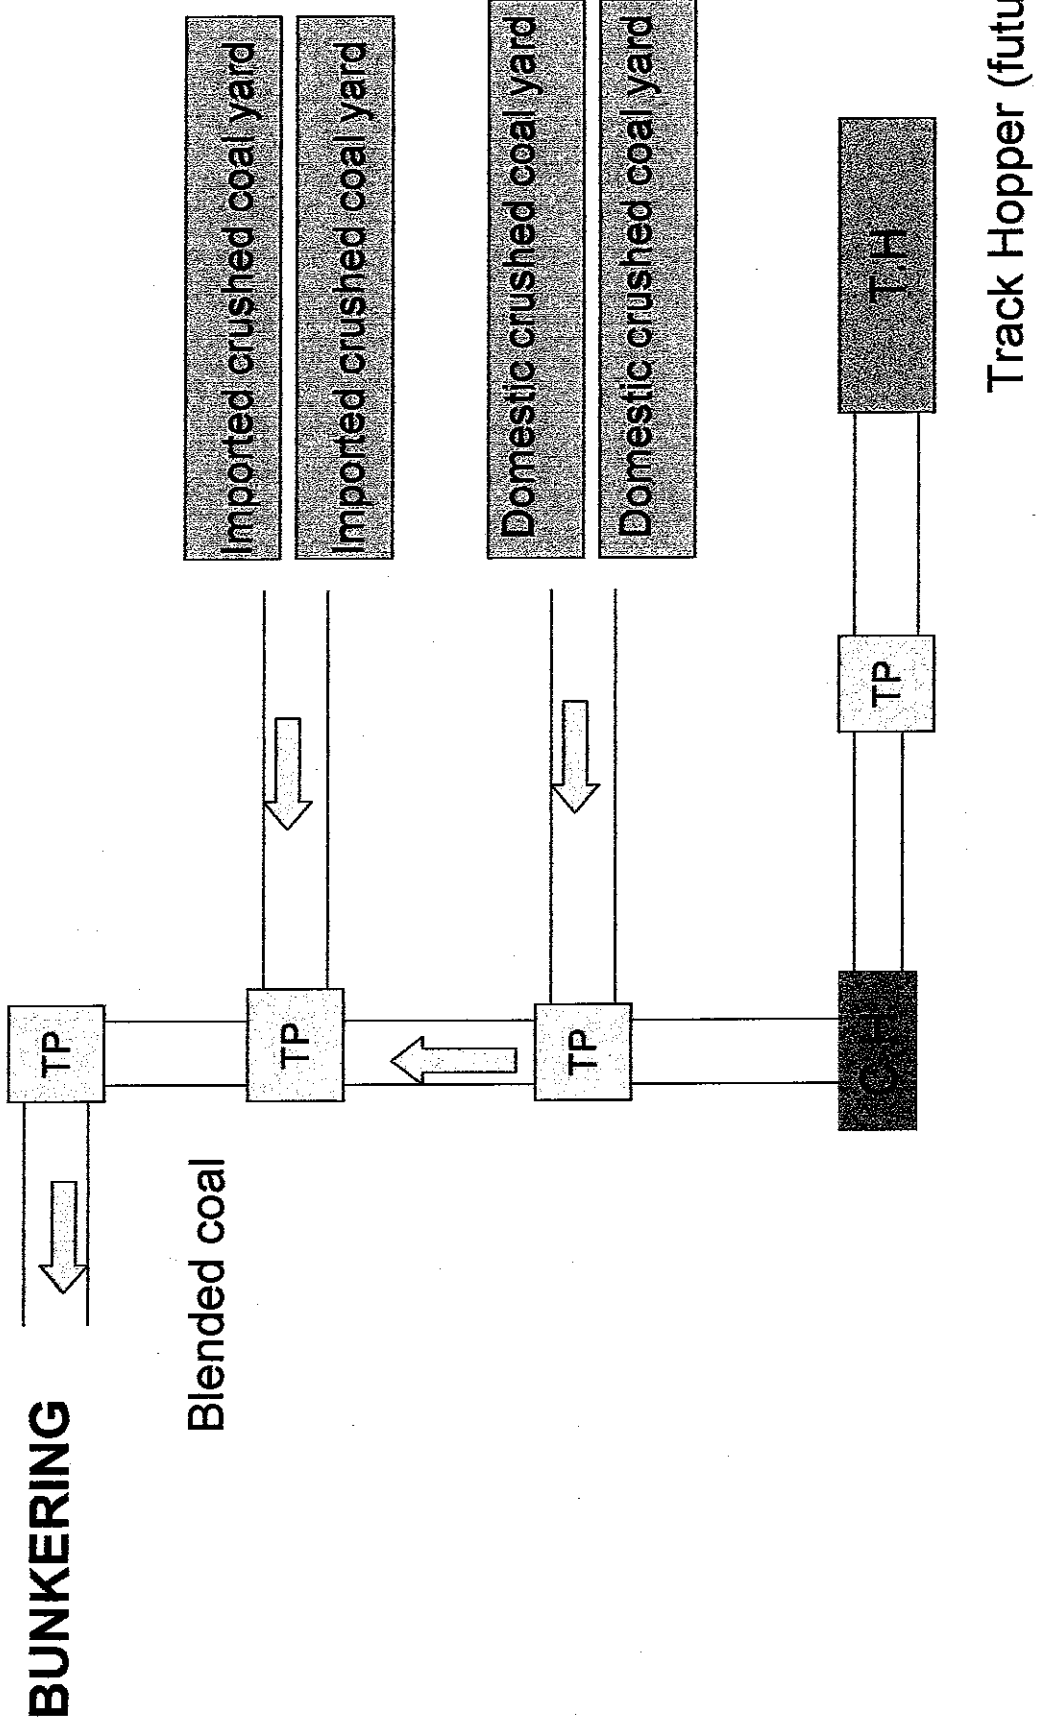 BUNKERING
TP
Blended coal
Imported crushed coal yard
TP
Imported crushed coal yard
Domestic crushed coal yard
TP
Domestic crushed coal yard
C.H
TP
T.H
Track Hopper (futu